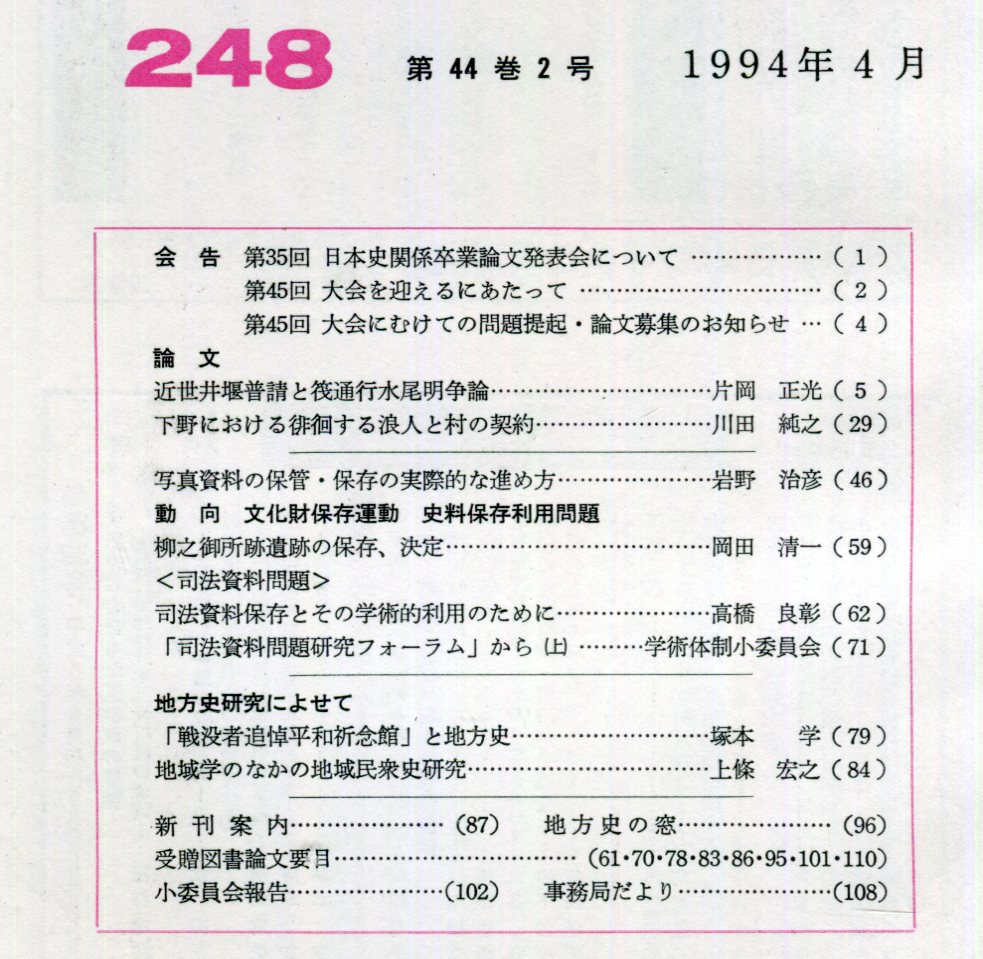 248 第44巻2号 1994年4月
会告 第35回 日本史関係卒業論文発表会について ………………( 1 )
第45回 大会を迎えるにあたって ……………………………( 2 )
第45回 大会にむけての問題提起・論文募集のお知らせ …( 4 )
論文
近世井堰普請と筏通行水尾明争論…………………………片岡 正光( 5 )
下野における徘徊する浪人と村の契約……………………川田 純之(29)
写真資料の保管・保存の実際的な進め方…………………岩野 治彦(46)
動向 文化財保存運動 史料保存利用問題
柳之御所跡遺跡の保存、決定………………………………岡田 清一(59)
<司法資料問題>
司法資料保存とその学術的利用のために…………………高橋 良彰(62)
「司法資料問題研究フォーラム」から(上)………学術体制小委員会(71)
地方史研究によせて
「戦没者追悼平和祈念館」と地方史………………………塚本 学(79)
地域学のなかの地域民衆史研究……………………………上條 宏之(84)
新刊案内…………………(87) 地方史の窓…………………(96)
受贈図書論文要目……………………………(61・70・78・83・86・95・101・110)
小委員会報告…………………(102) 事務局だより…………………(108)